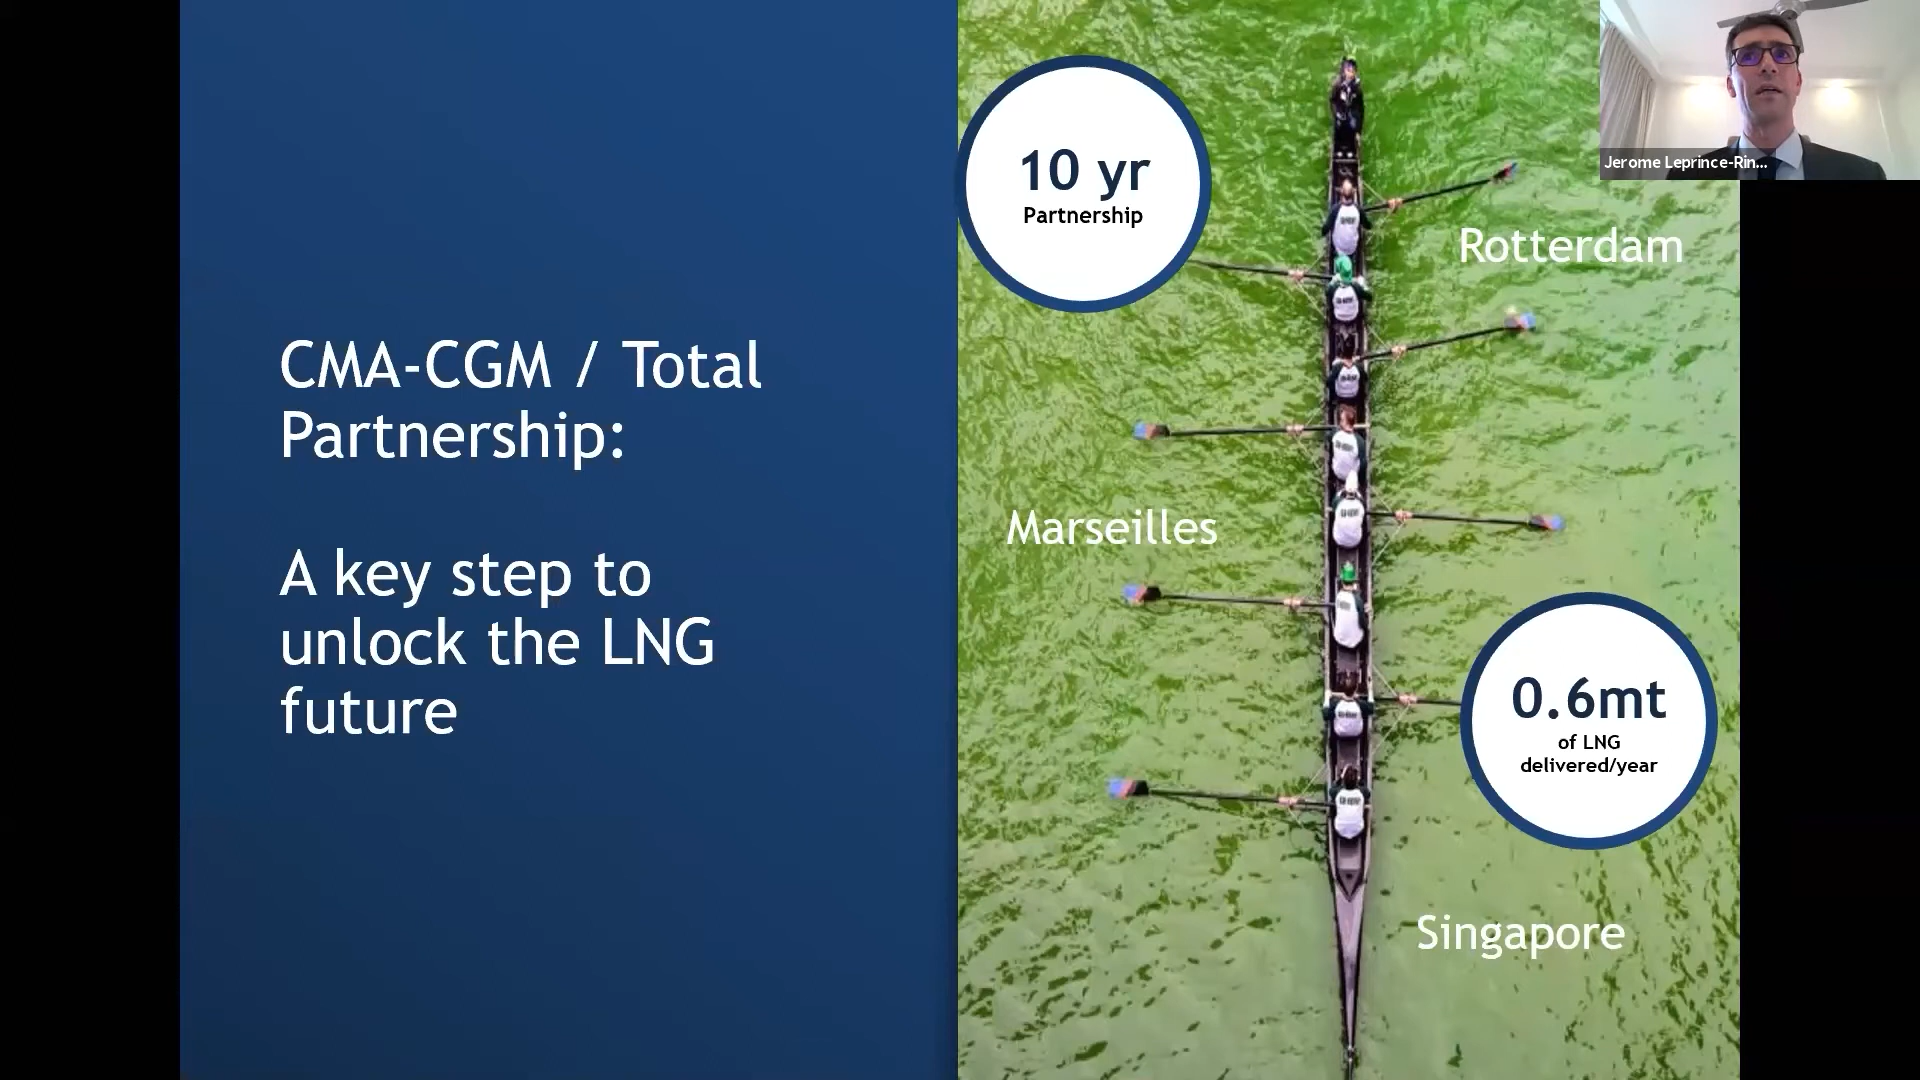 CMA-CGM / Total
Partnership:
A key step to
unlock the LNG
future
10 yr
Partnership
Rotterdam
Marseilles
0.6mt
of LNG
delivered/year
Singapore
Jerome Leprince-Rin...